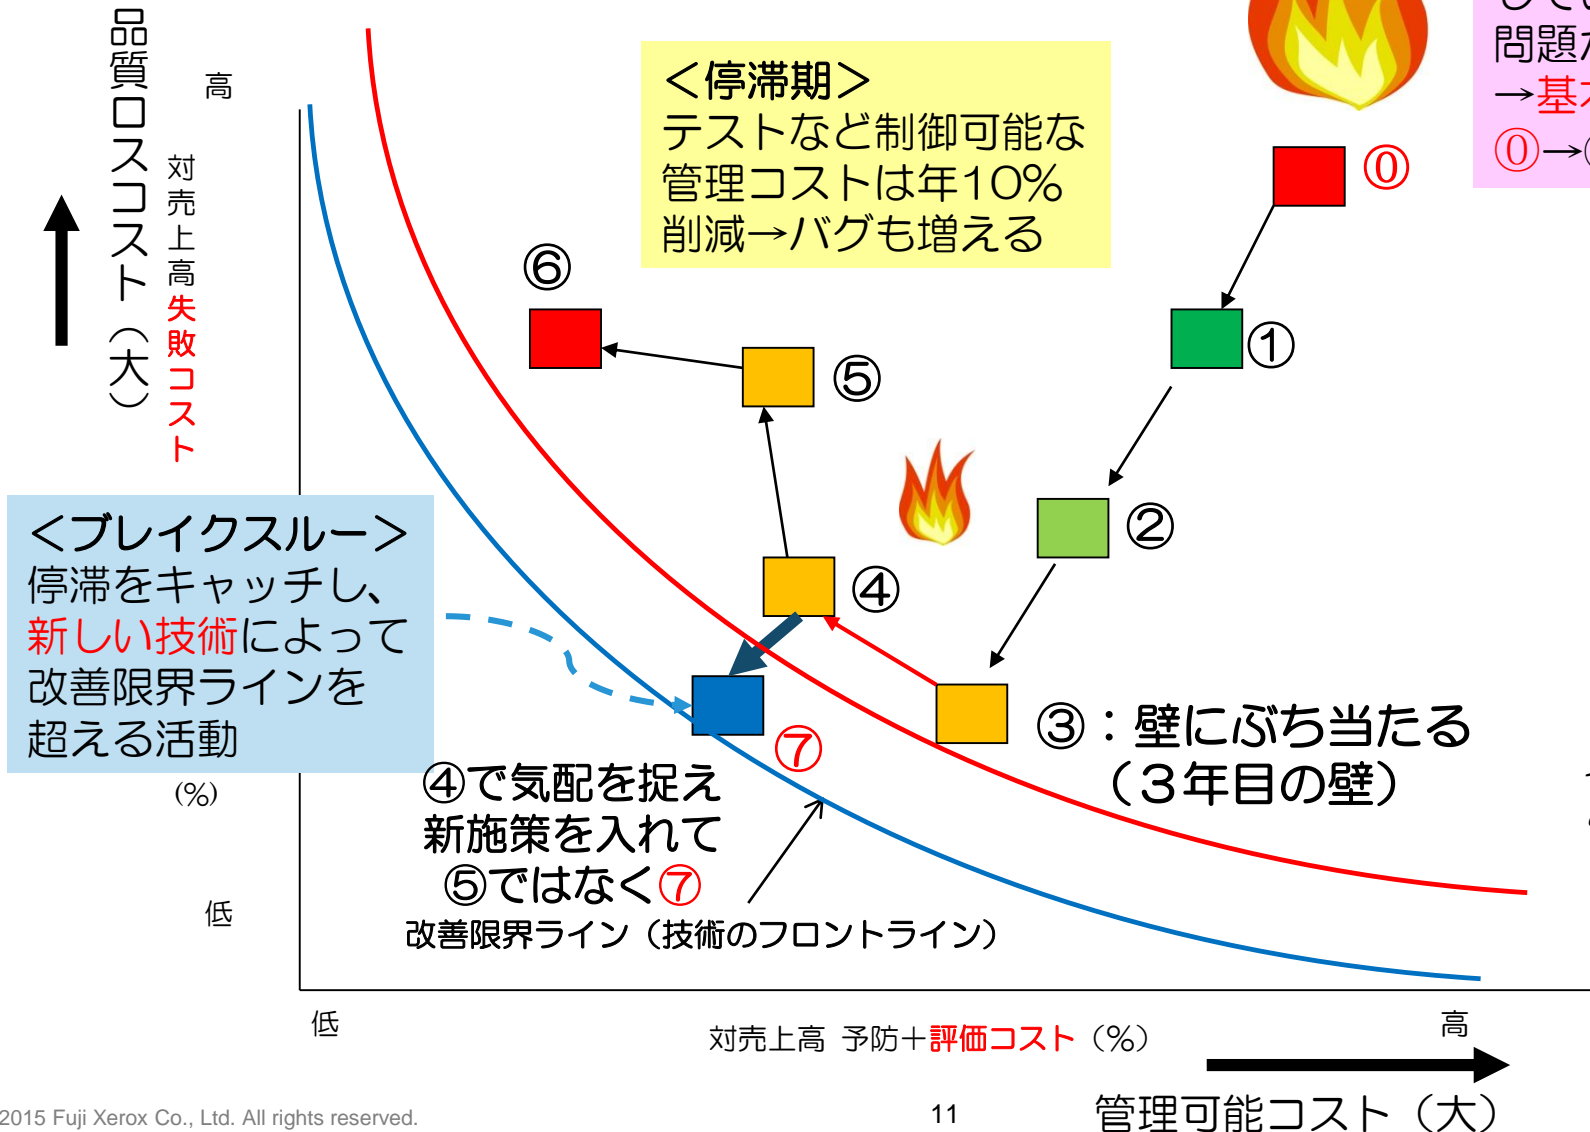 品質ロスコスト（大）
対売上高失敗コスト
(%)
高
低
＜停滞期＞
テストなど制御可能な
管理コストは年10%
削減→バグも増える
問題
→基
⓪→
⓪
①
②
③：壁にぶち当たる
（３年目の壁）
④
⑤
⑥
⑦
＜ブレイクスルー＞
停滞をキャッチし、
新しい技術によって
改善限界ラインを
超える活動
④で気配を捉え
新施策を入れて
⑤ではなく⑦
改善限界ライン（技術のフロントライン）
低
対売上高 予防＋評価コスト（％）
高
管理可能コスト（大）
2015 Fuji Xerox Co., Ltd. All rights reserved.
11